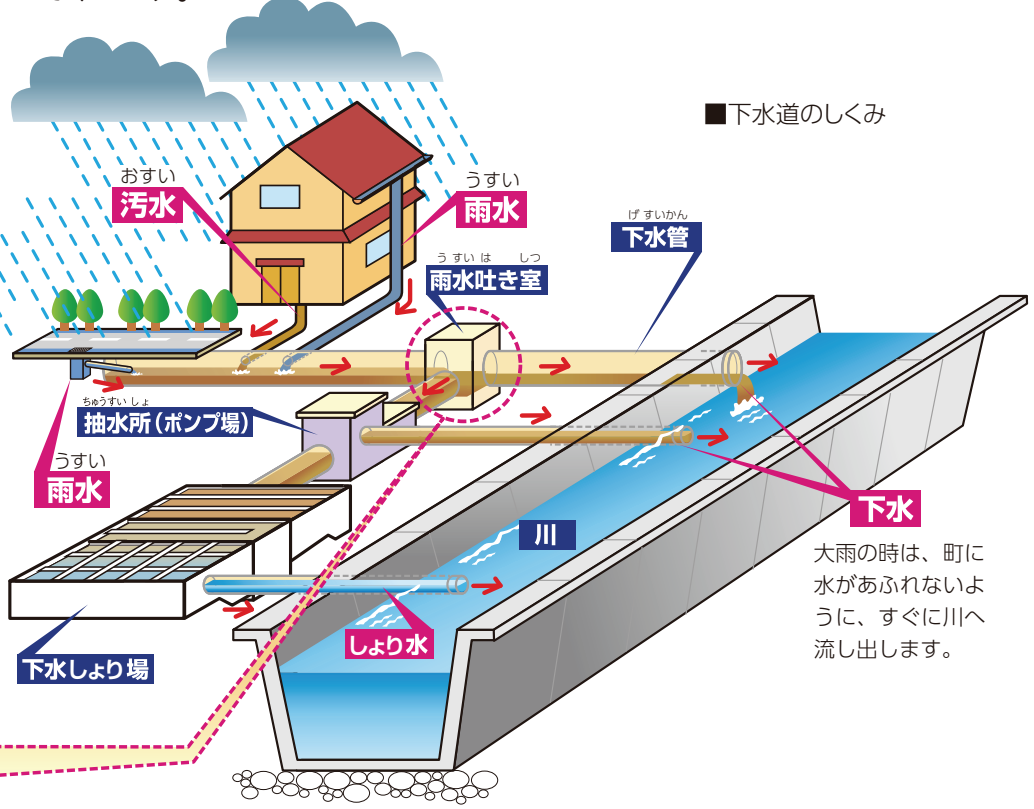 ■下水道のしくみ
おすい
汚水
うすい
雨水
げすいかん
下水管
うすいは しつ
雨水吐き室
ちゅうすいしょ
抽水所(ポンプ場)
うすい
雨水
下水
川
大雨の時は、町に
水があふれないよ
うに、すぐに川へ
流し出します。
しょり水
下水しょり場